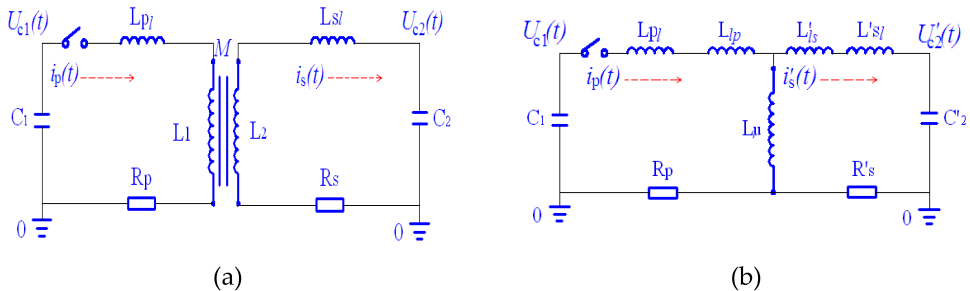 Uc1(t) Lpl M Lsl Uc2(t)
ip(t) is(t)
C1 L1 L2 C2
Rp Rs
0 0
(a)
Uc1(t) Lpl Llp L'ls L'sl U'c2(t)
ip(t) i's(t)
C1 Lμ C'2
Rp R's
0 0
(b)